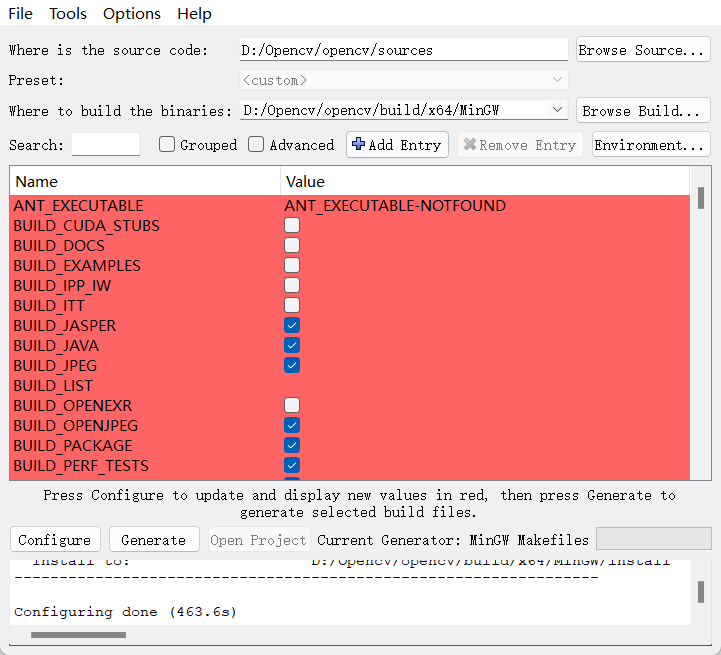 File Tools Options Help
Where is the source code: D:/Opencv/opencv/sources Browse Source...
Preset: <custom>
Where to build the binaries: D:/Opencv/opencv/build/x64/MinGW Browse Build...
Search: Grouped Advanced Add Entry Remove Entry Environment...
Name Value
ANT_EXECUTABLE ANT_EXECUTABLE-NOTFOUND
BUILD_CUDA_STUBS
BUILD_DOCS
BUILD_EXAMPLES
BUILD_IPP_IW
BUILD_ITT
BUILD_JASPER
BUILD_JAVA
BUILD_JPEG
BUILD_LIST
BUILD_OPENEXR
BUILD_OPENJPEG
BUILD_PACKAGE
BUILD_PERF_TESTS
Press Configure to update and display new values in red, then press Generate to
generate selected build files.
Configure Generate Open Project Current Generator: MinGW Makefiles
Install to: D:/Opencv/opencv/build/x64/MinGW/install
-----------------------------------------------------------------
Configuring done (463.6s)